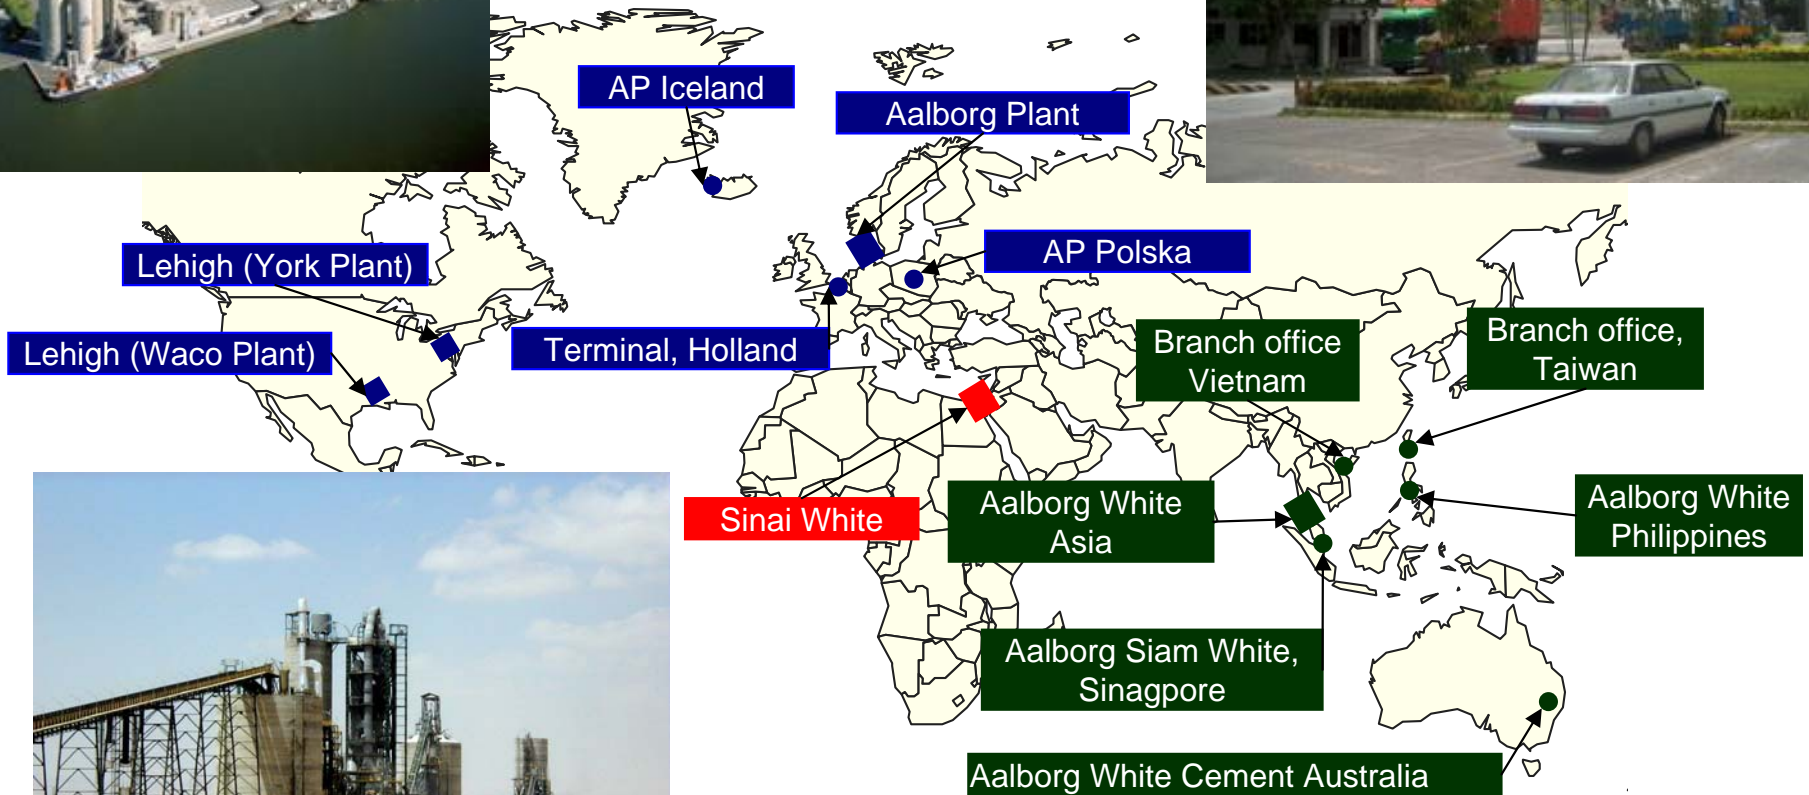 AP Iceland
Aalborg Plant
Lehigh (York Plant)
AP Polska
Lehigh (Waco Plant)
Terminal, Holland
Branch office
Vietnam
Branch office,
Taiwan
Sinai White
Aalborg White
Asia
Aalborg White
Philippines
Aalborg Siam White,
Sinagpore
Aalborg White Cement Australia